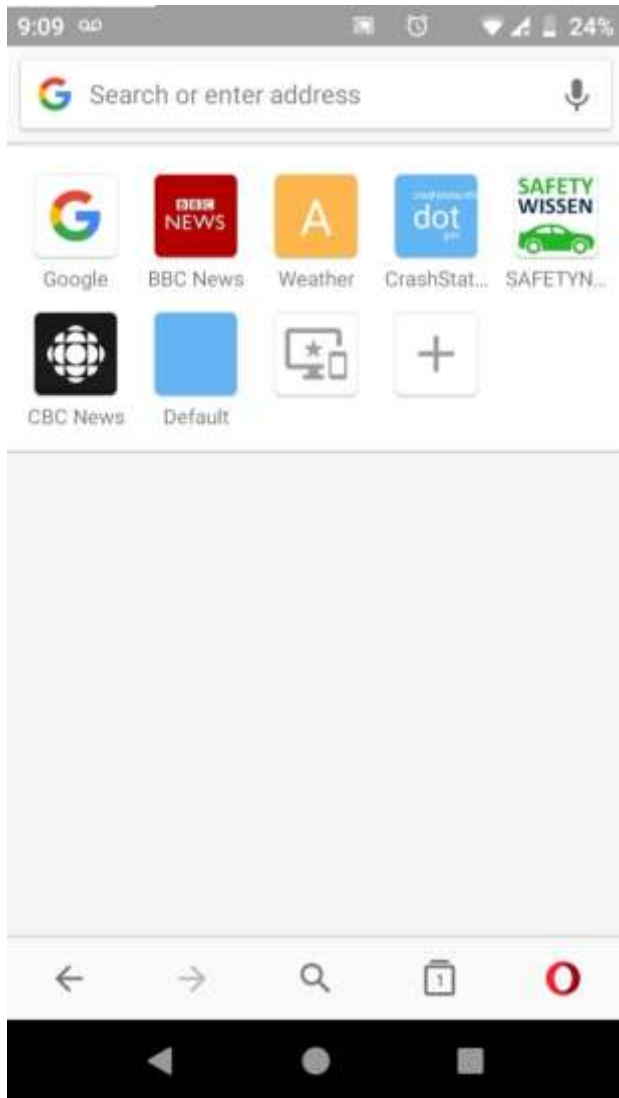 9:09 24%
Search or enter address
G BBC NEWS A dot SAFETY WISSEN
Google BBC News Weather CrashStat... SAFETYN...
CBC News Default
1